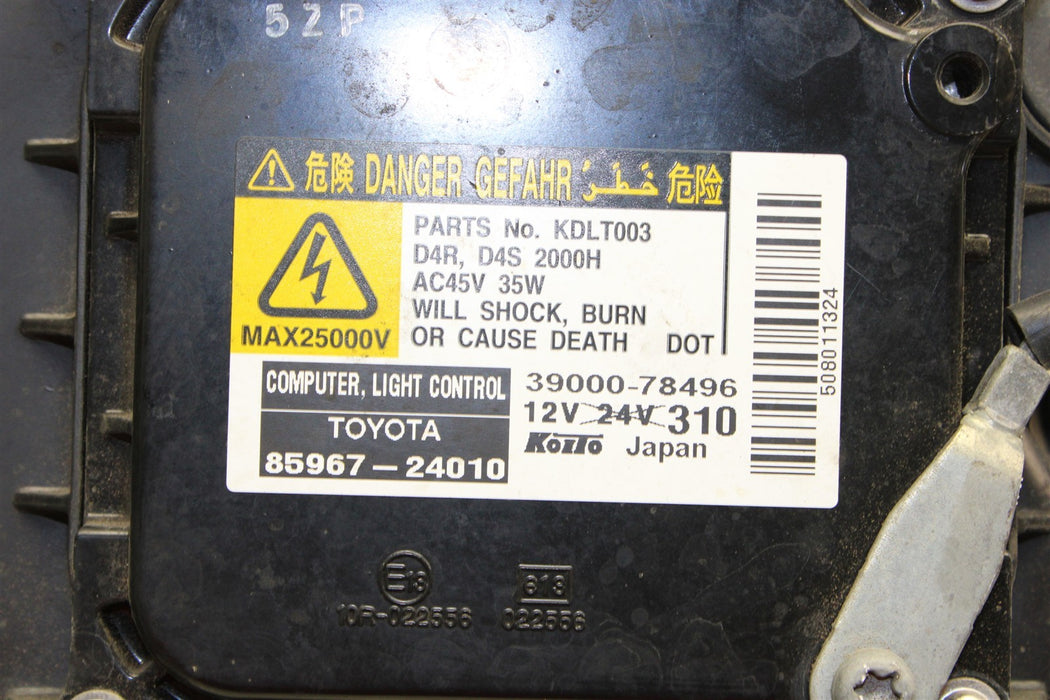 5ZP
危険 DANGER GEFAHR خطر 危险
PARTS No. KDLT003
D4R, D4S 2000H
AC45V 35W
WILL SHOCK, BURN
OR CAUSE DEATH DOT
MAX25000V
COMPUTER, LIGHT CONTROL
TOYOTA
85967-24010
39000-78496
12V 24V 310
KOITO Japan
508011324
E13
10R-022556
022556